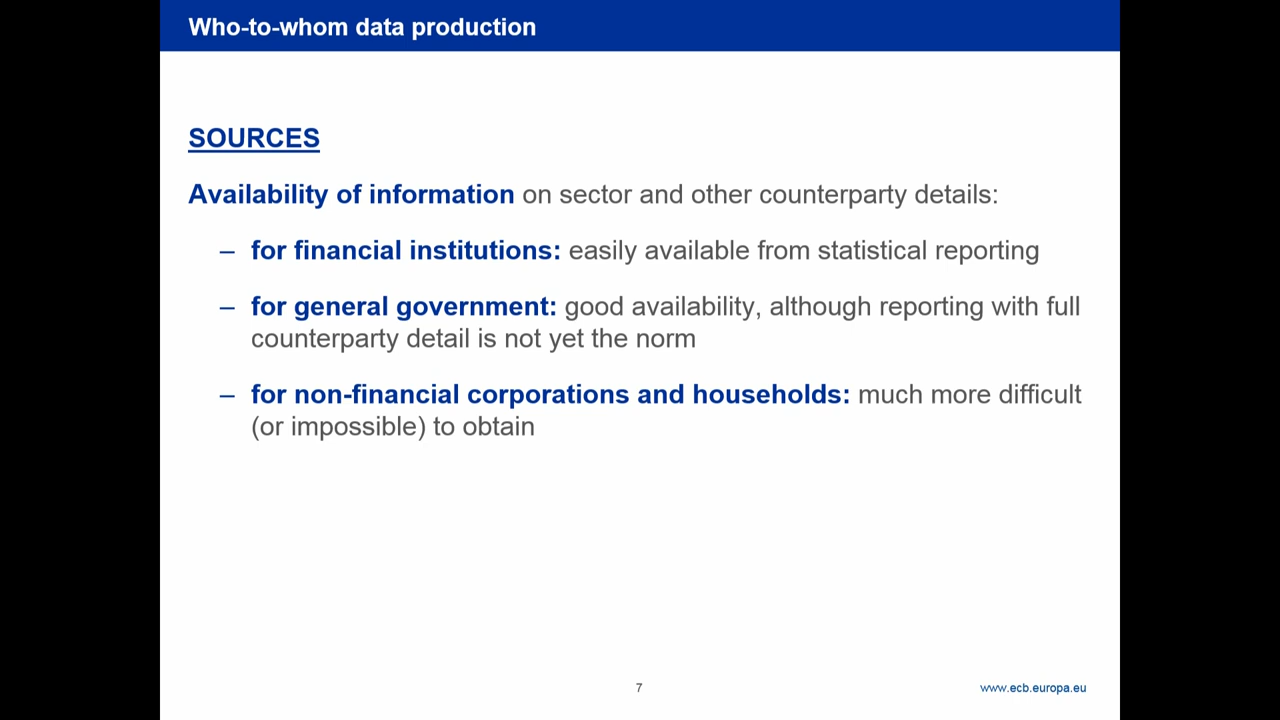 Who-to-whom data production
SOURCES
Availability of information on sector and other counterparty details:
– for financial institutions: easily available from statistical reporting
– for general government: good availability, although reporting with full
counterparty detail is not yet the norm
– for non-financial corporations and households: much more difficult
(or impossible) to obtain
7
www.ecb.europa.eu